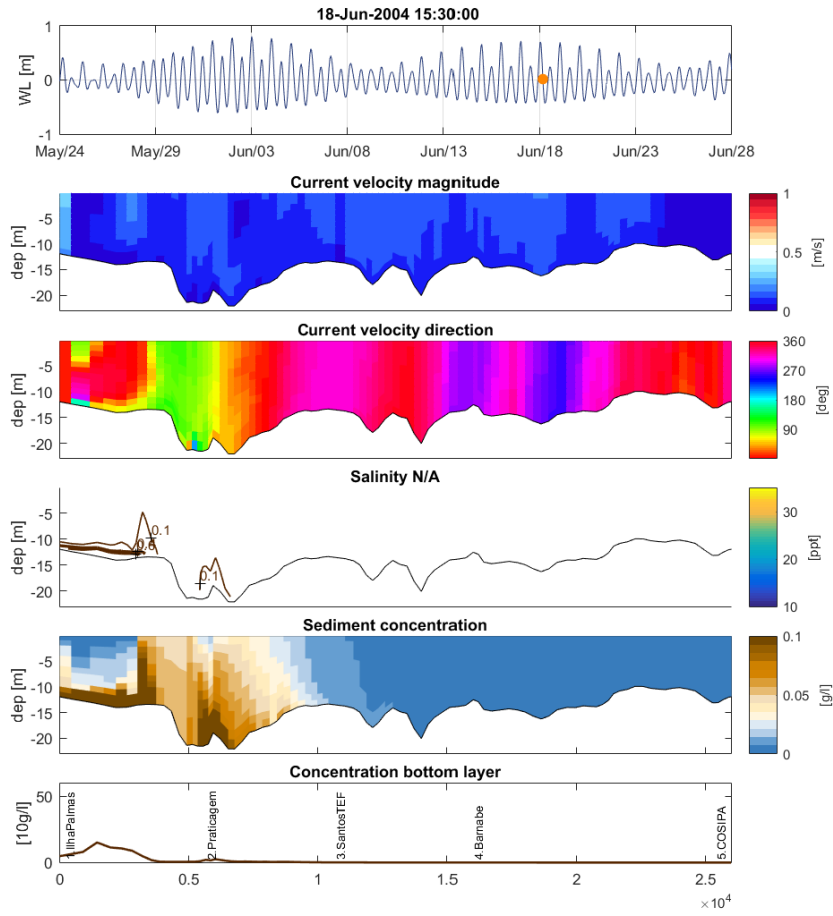 18-Jun-2004 15:30:00
WL [m]
1
0
-1
May/24 May/29 Jun/03 Jun/08 Jun/13 Jun/18 Jun/23 Jun/28
Current velocity magnitude
dep [m]
-5
-10
-15
-20
1
0.5
0
[m/s]
Current velocity direction
dep [m]
-5
-10
-15
-20
360
270
180
90
[deg]
Salinity N/A
dep [m]
-5
-10
-15
-20
0.1
0.1
30
20
10
[ppt]
Sediment concentration
dep [m]
-5
-10
-15
-20
0.1
0.05
0
[g/l]
Concentration bottom layer
[10g/l]
50
0
1.IlhaPalmas
2.Praticagem
3.SantosTEF
4.Barnabe
5.COSIPA
0 0.5 1 1.5 2 2.5
×10⁴